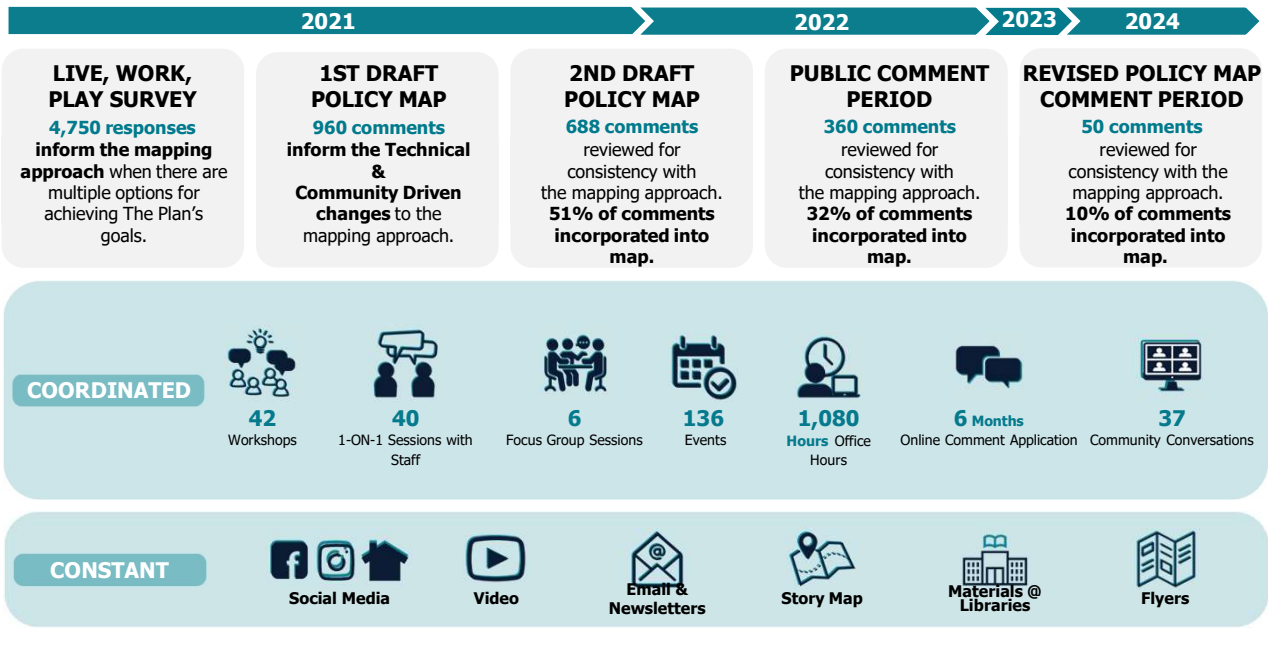 2021
2022
2023
2024
LIVE, WORK,
PLAY SURVEY
4,750 responses
inform the mapping
approach when there are
multiple options for
achieving The Plan's
goals.
1ST DRAFT
POLICY MAP
960 comments
inform the Technical
&
Community Driven
changes to the
mapping approach.
2ND DRAFT
POLICY MAP
688 comments
reviewed for
consistency with
the mapping approach.
51% of comments
incorporated into
map.
PUBLIC COMMENT
PERIOD
360 comments
reviewed for
consistency with
the mapping approach.
32% of comments
incorporated into
map.
REVISED POLICY MAP
COMMENT PERIOD
50 comments
reviewed for
consistency with the
mapping approach.
10% of comments
incorporated into
map.
COORDINATED
42
Workshops
40
1-ON-1 Sessions with
Staff
6
Focus Group Sessions
136
Events
1,080
Hours Office
Hours
6 Months
Online Comment Application
37
Community Conversations
CONSTANT
Social Media
Video
Email &
Newsletters
Story Map
Materials @
Libraries
Flyers